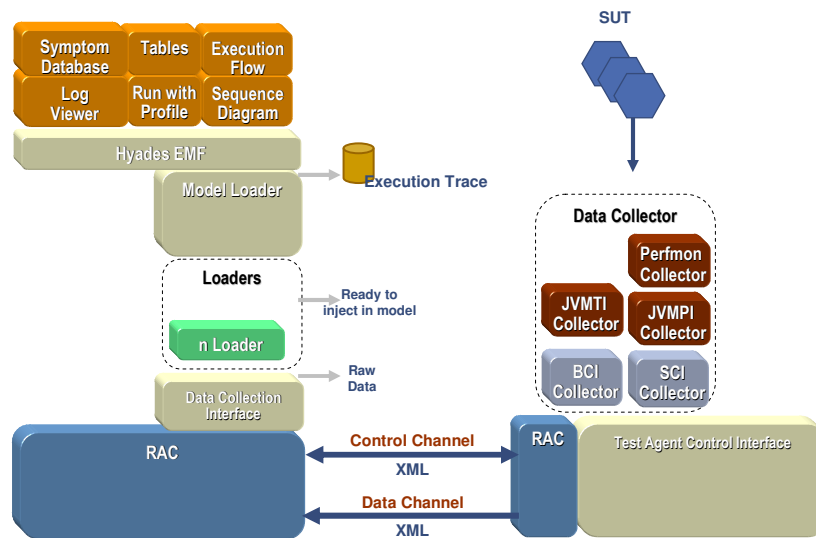 SUT
Symptom
Database
Tables
Execution
Flow
Log
Viewer
Run with
Profile
Sequence
Diagram
Hyades EMF
Model Loader
Execution Trace
Loaders
Ready to
inject in model
n Loader
Raw
Data
Data Collection
Interface
RAC
Control Channel
XML
Data Channel
XML
Data Collector
Perfmon
Collector
JVMTI
Collector
JVMPI
Collector
BCI
Collector
SCI
Collector
RAC
Test Agent Control Interface